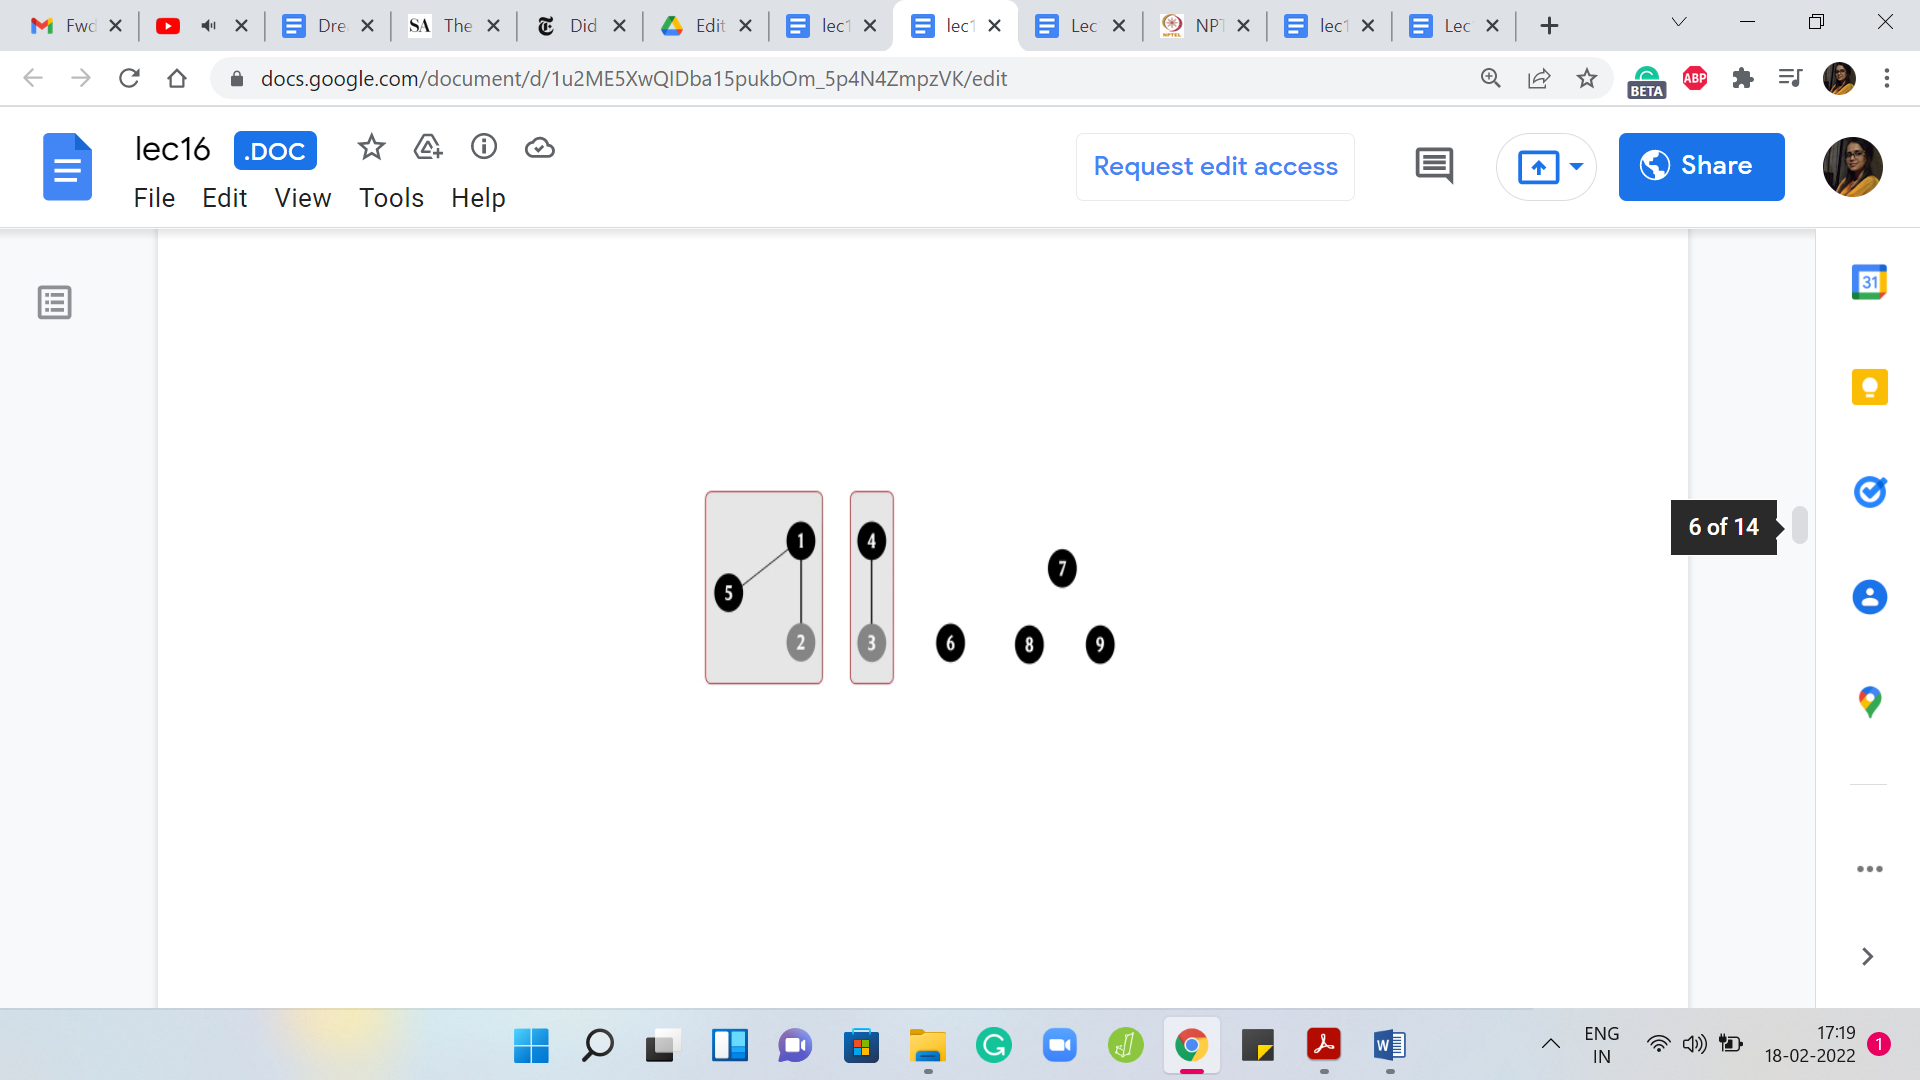 Fwd
Dre
SA The
Did
Edit
lec1
lec1
Lec
NPT
lec1
Lec
docs.google.com/document/d/1u2ME5XwQIDba15pukbOm_5p4N4ZmpzVK/edit
ABP
BETA
lec16 .DOC
File Edit View Tools Help
Request edit access
Share
31
6 of 14
1 4
7
5
2 3 6 8 9
ENG
IN
17:19
18-02-2022
1